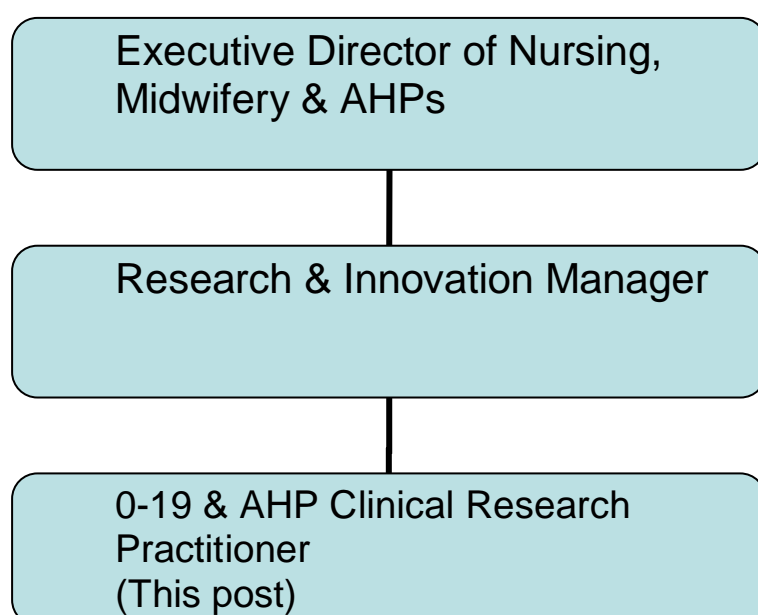 Executive Director of Nursing,
Midwifery & AHPs
Research & Innovation Manager
0-19 & AHP Clinical Research
Practitioner
(This post)